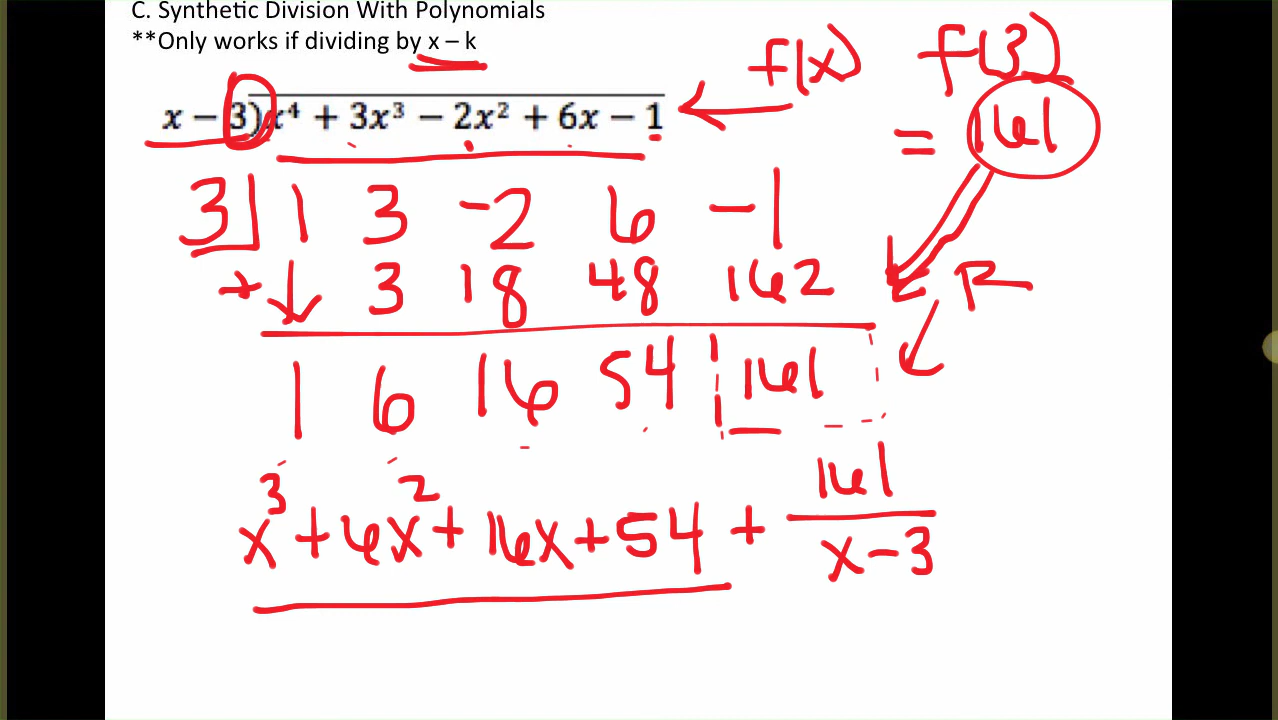 C. Synthetic Division With Polynomials
**Only works if dividing by x – k
f(x) f(3)
x − 3)x⁴ + 3x³ − 2x² + 6x − 1
= 161
3 1 3 -2 6 -1
+ ↓ 3 18 48 162 R
1 6 16 54 161
x³ + 6x² + 16x + 54 + 161/(x-3)